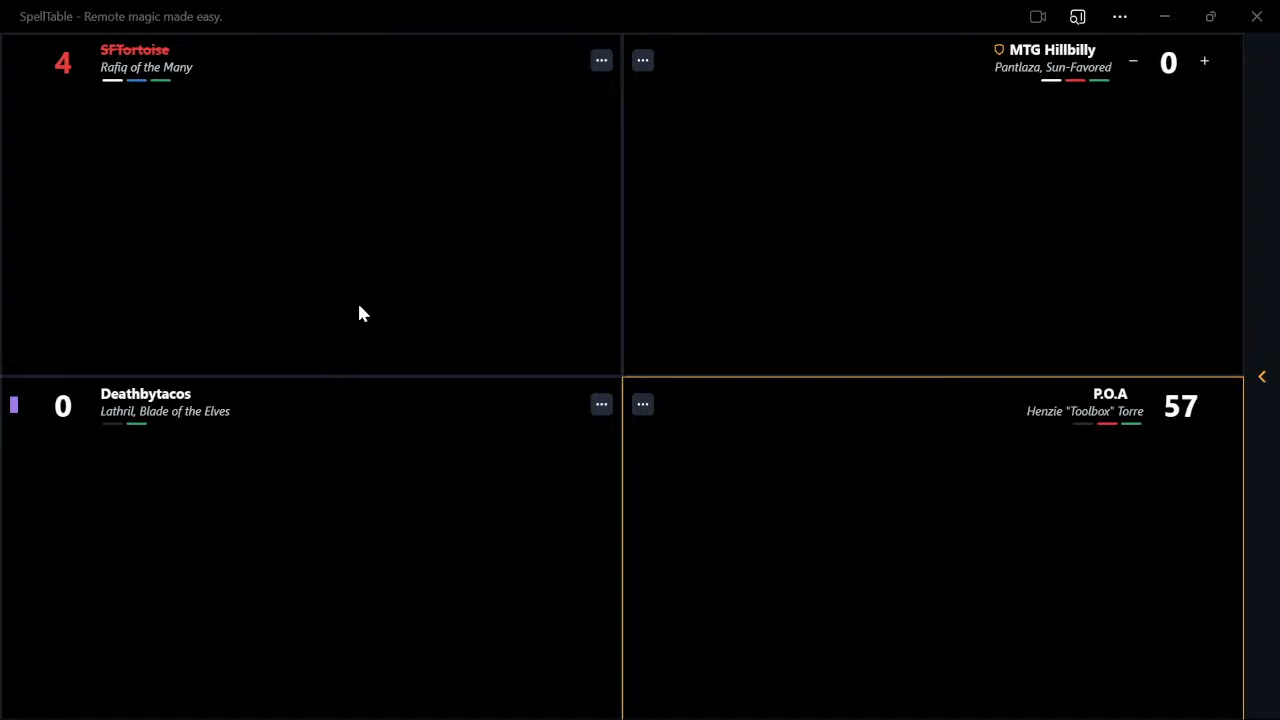 SpellTable - Remote magic made easy.
4
SFTortoise
Rafiq of the Many
MTG Hillbilly
Pantlaza, Sun-Favored
− 0 +
0
Deathbytacos
Lathril, Blade of the Elves
P.O.A
Henzie "Toolbox" Torre
57